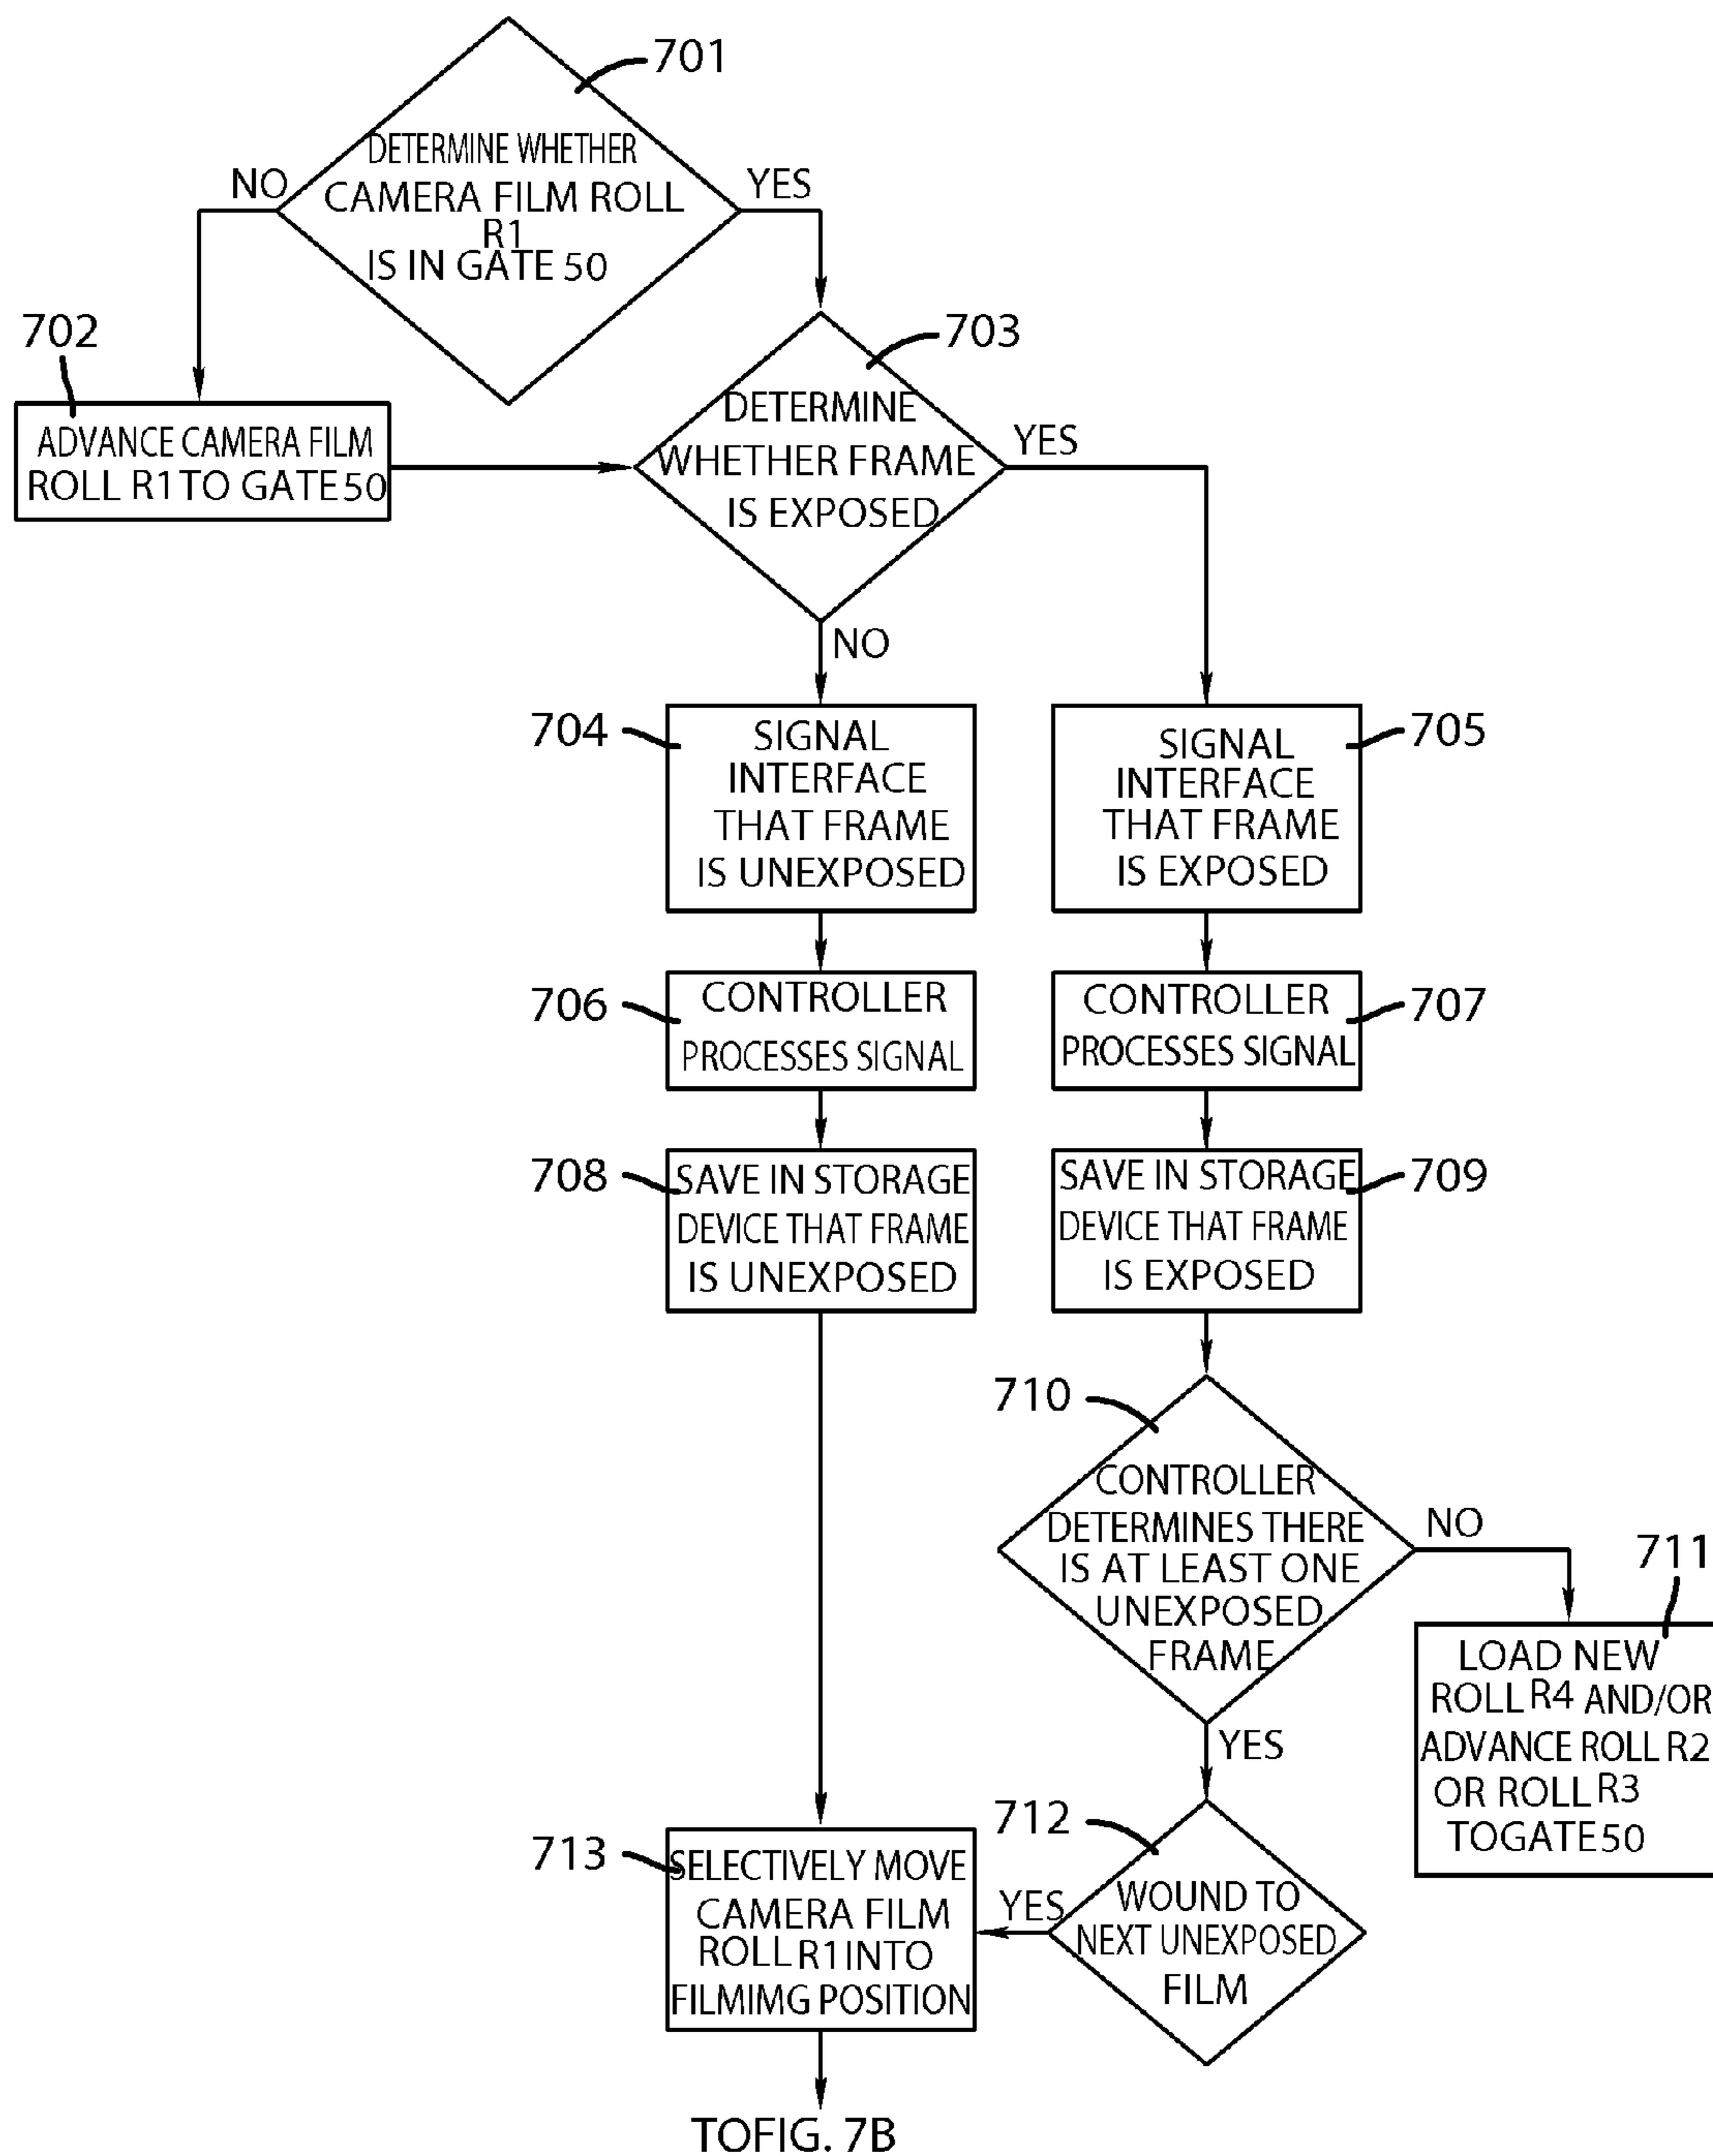 701
DETERMINE WHETHER
CAMERA FILM ROLL
R1
IS IN GATE 50
NO
YES
702
ADVANCE CAMERA FILM
ROLL R1 TO GATE 50
703
DETERMINE
WHETHER FRAME
IS EXPOSED
YES
NO
704
SIGNAL
INTERFACE
THAT FRAME
IS UNEXPOSED
705
SIGNAL
INTERFACE
THAT FRAME
IS EXPOSED
706
CONTROLLER
PROCESSES SIGNAL
707
CONTROLLER
PROCESSES SIGNAL
708
SAVE IN STORAGE
DEVICE THAT FRAME
IS UNEXPOSED
709
SAVE IN STORAGE
DEVICE THAT FRAME
IS EXPOSED
710
CONTROLLER
DETERMINES THERE
IS AT LEAST ONE
UNEXPOSED
FRAME
NO
YES
711
LOAD NEW
ROLL R4 AND/OR
ADVANCE ROLL R2
OR ROLL R3
TOGATE 50
712
WOUND TO
NEXT UNEXPOSED
FILM
YES
713
SELECTIVELY MOVE
CAMERA FILM
ROLL R1 INTO
FILMIMG POSITION
TOFIG. 7B